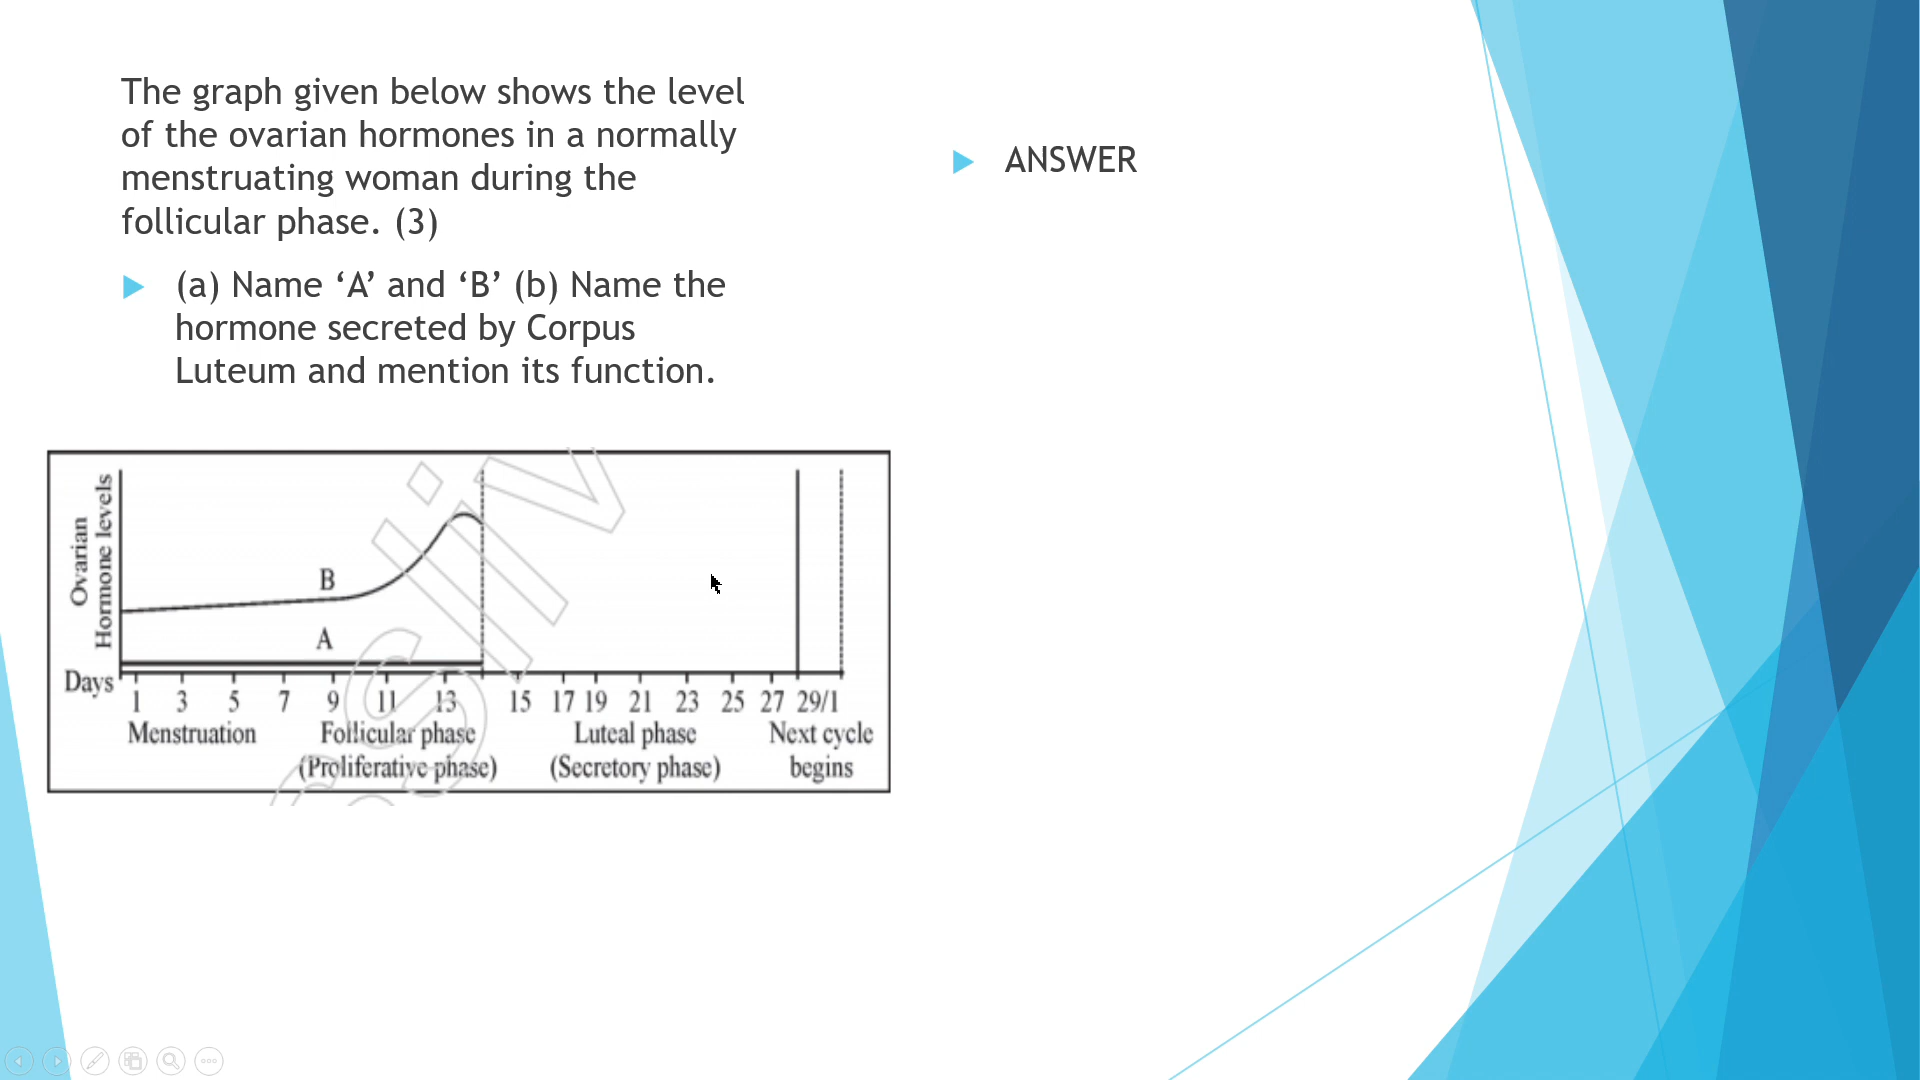 The graph given below shows the level
of the ovarian hormones in a normally
menstruating woman during the
follicular phase. (3)
(a) Name ‘A’ and ‘B’ (b) Name the
hormone secreted by Corpus
Luteum and mention its function.
ANSWER
Ovarian
Hormone levels
B
A
Days
1 3 5 7 9 11 13 15 17 19 21 23 25 27 29/1
Menstruation Follicular phase Luteal phase Next cycle
(Proliferative phase) (Secretory phase) begins